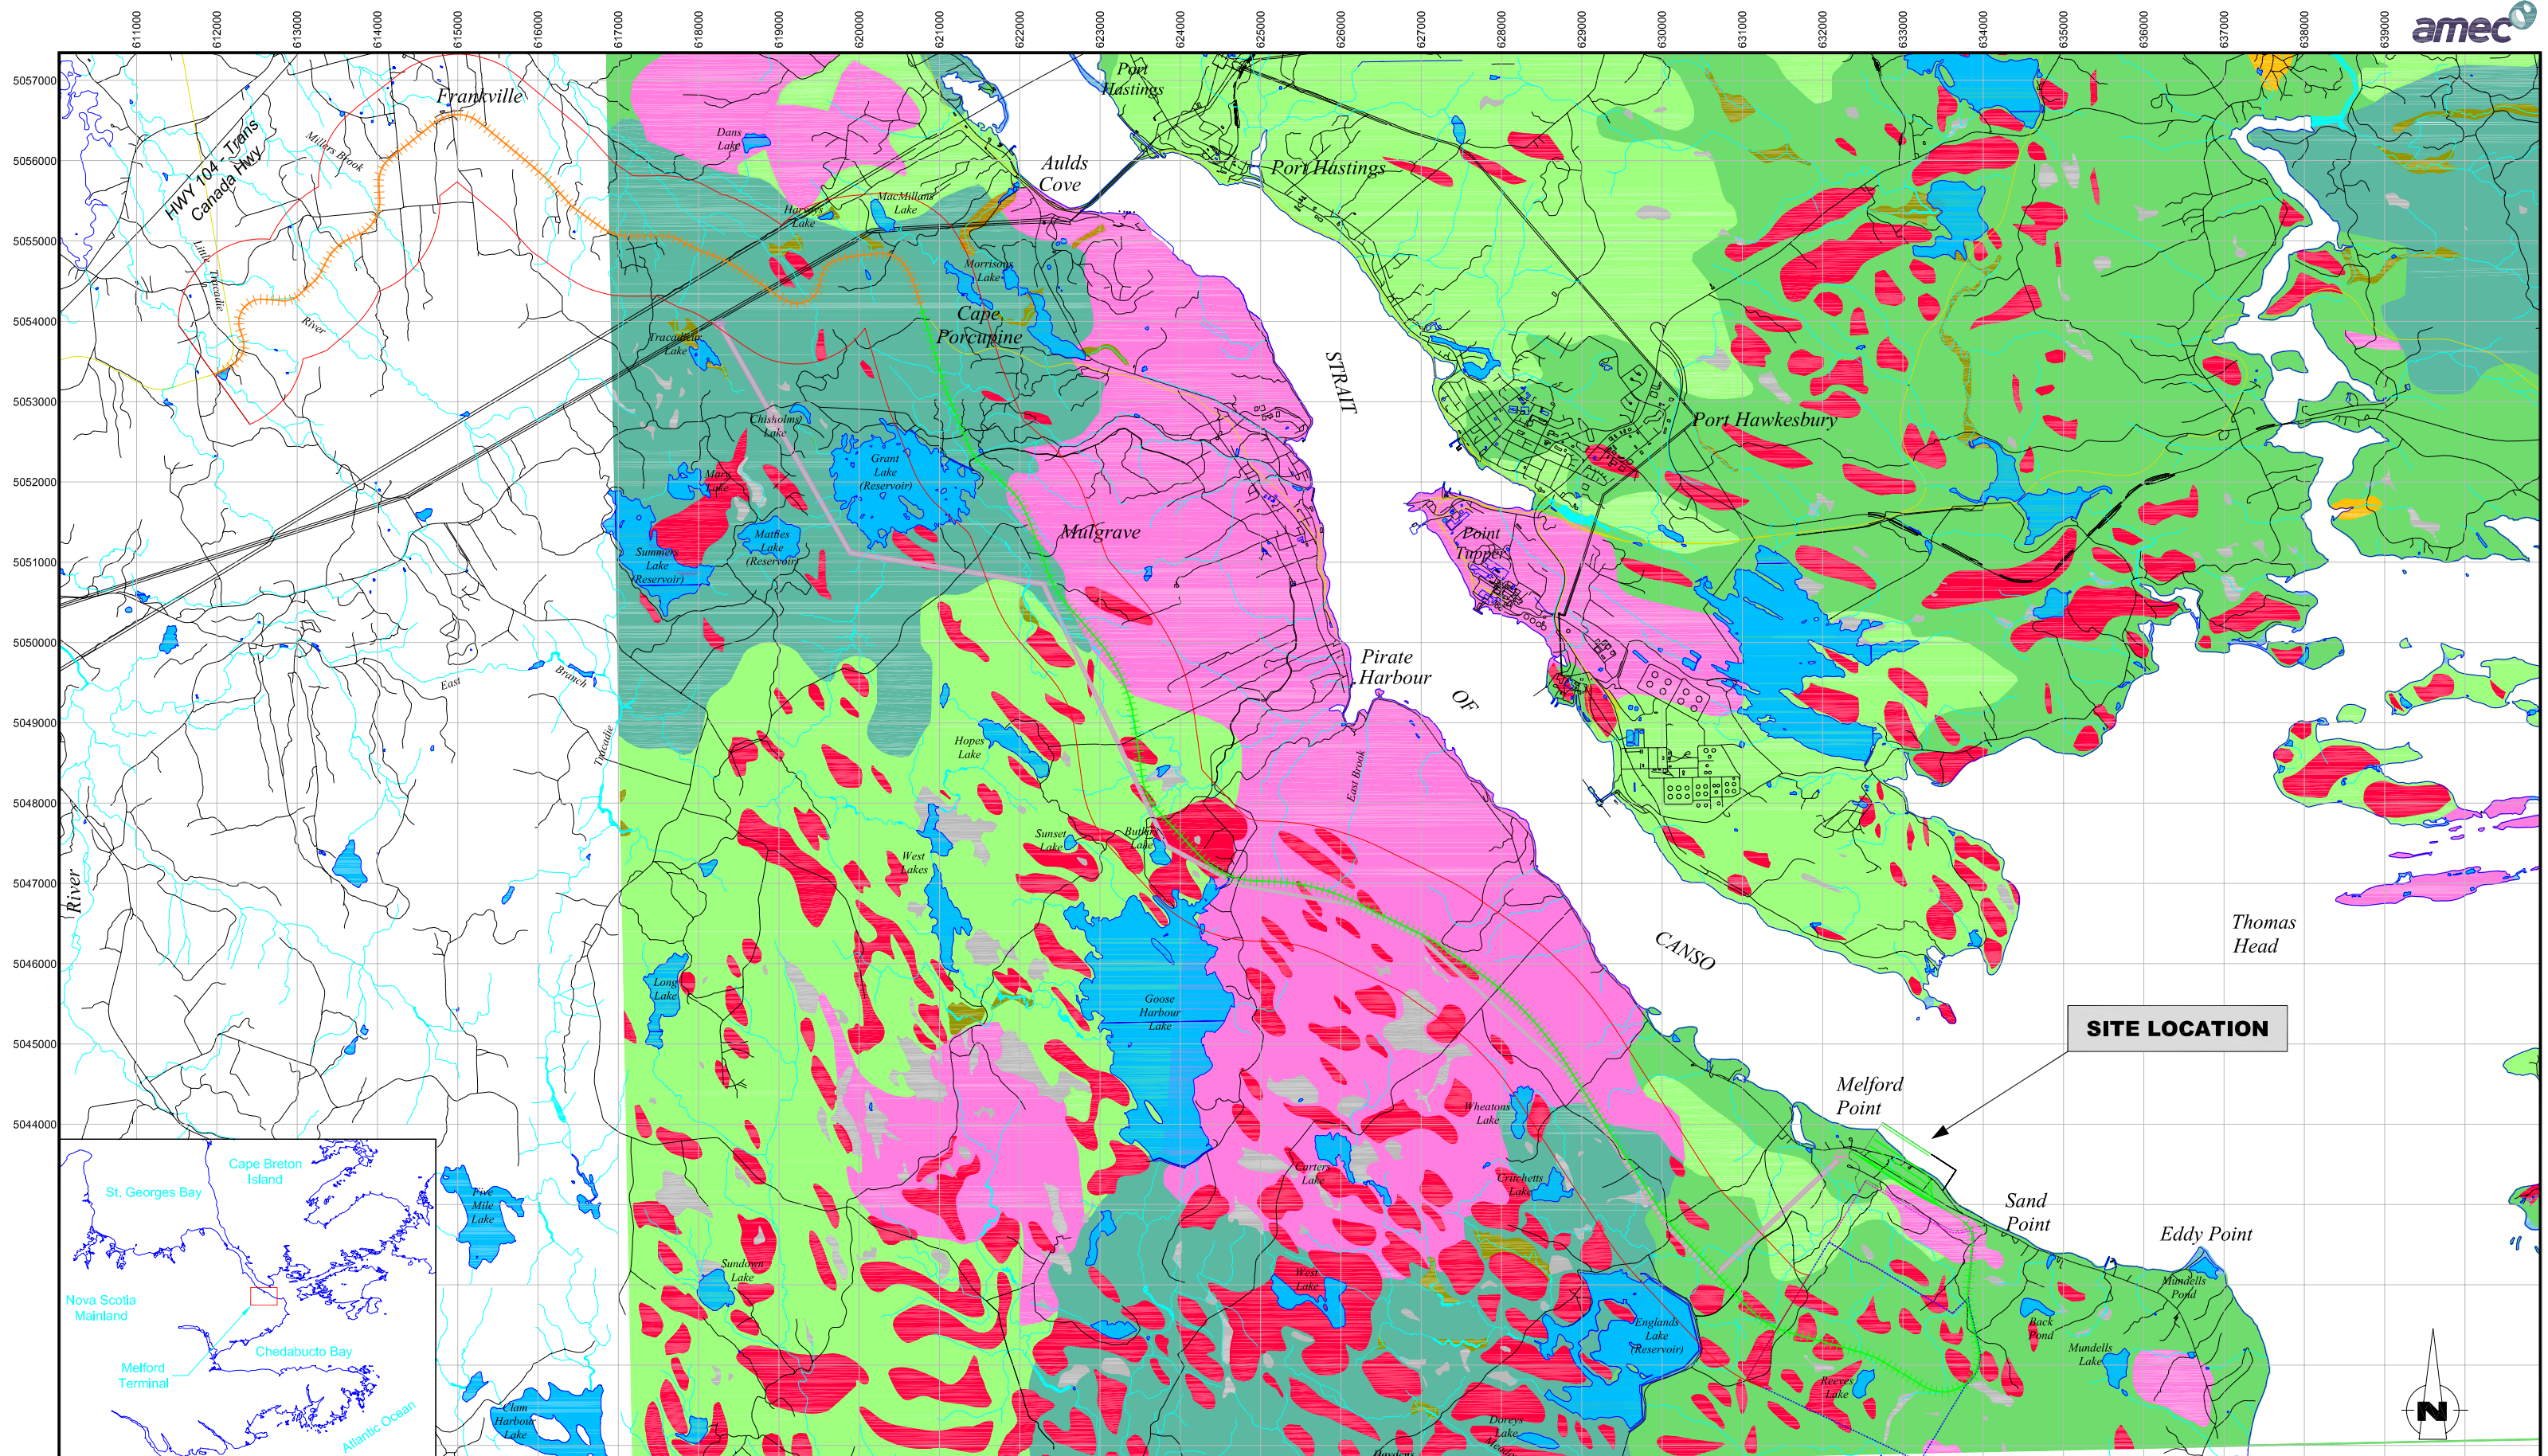 611000 612000 613000 614000 615000 616000 617000 618000 619000 620000 621000 622000 623000 624000 625000 626000 627000 628000 629000 630000 631000 632000 633000 634000 635000 636000 637000 638000 639000
amec
5057000
5056000
5055000
5054000
5053000
5052000
5051000
5050000
5049000
5048000
5047000
5046000
5045000
5044000
Frankville
Millers Brook
HWY 104 - Trans
Canada Hwy
Little Tracadie
River
Dans
Lake
Port
Hastings
Aulds
Cove
Port Hastings
Harveys
Lake
MacMillans
Lake
Morrisons
Lake
Cape
Porcupine
Tracadie
Lake
Chisholms
Lake
Grant
Lake
(Reservoir)
Mary
Lake
Matties
Lake
(Reservoir)
Summers
Lake
(Reservoir)
Mulgrave
STRAIT
OF
CANSO
Port Hawkesbury
Point
Tupper
Pirate
Harbour
East
Branch
Tracadie
River
Hopes
Lake
East Brook
Sunset
Lake
Butlers
Lake
West
Lakes
Long
Lake
Goose
Harbour
Lake
Thomas
Head
SITE LOCATION
Melford
Point
Wheatons
Lake
Carters
Lake
Critchetts
Lake
Sand
Point
Eddy Point
Mundells
Pond
Back
Pond
Mundells
Lake
Reeves
Lake
Englands
Lake
(Reservoir)
West
Lake
Sundown
Lake
Five
Mile
Lake
Clam
Harbour
Lake
Doreys
Lake
Cape Breton
Island
St. Georges Bay
Nova Scotia
Mainland
Chedabucto Bay
Melford
Terminal
Atlantic Ocean
N